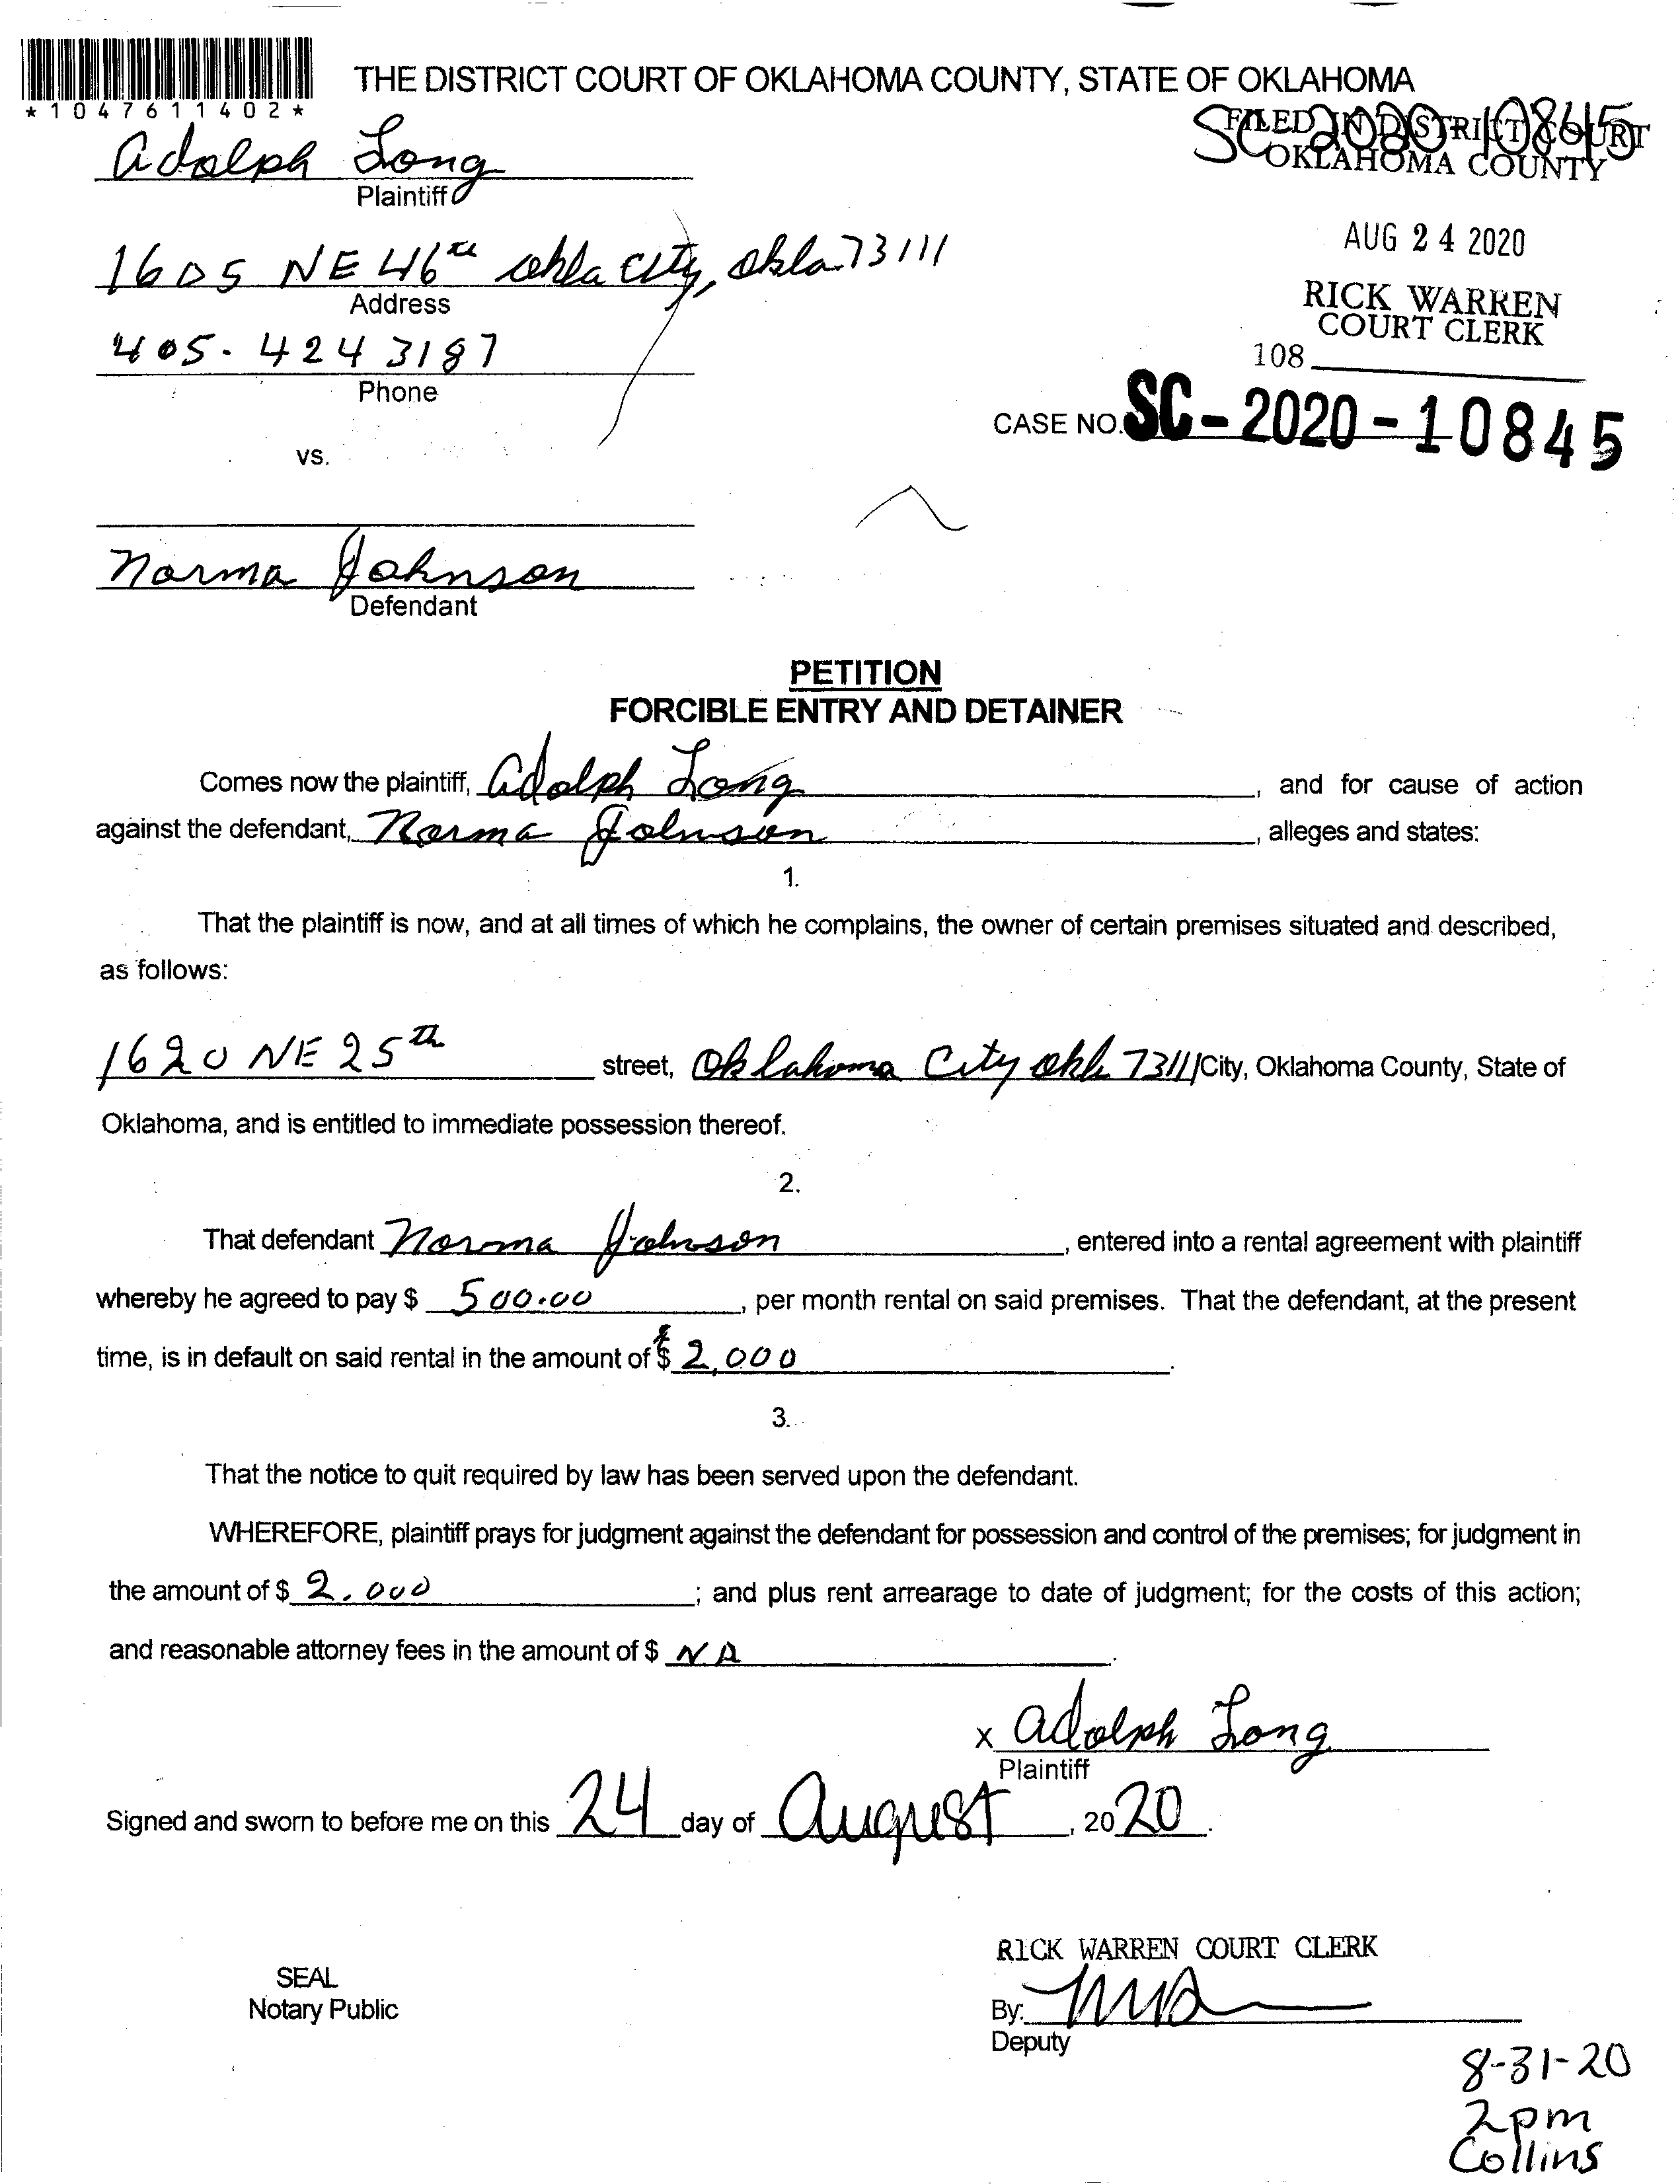 THE DISTRICT COURT OF OKLAHOMA COUNTY, STATE OF OKLAHOMA
*1047611402*
SC 2020 10845
FILED IN DISTRICT COURT
OKLAHOMA COUNTY
Adolph Long
Plaintiff
AUG 24 2020
1605 NE 46th Okla City, Okla. 73111
Address
RICK WARREN
COURT CLERK
405. 424 3187
Phone
108
CASE NO. SC-2020-10845
vs.
Norma Johnson
Defendant
PETITION
FORCIBLE ENTRY AND DETAINER
Comes now the plaintiff, Adolph Long, and for cause of action
against the defendant, Norma Johnson, alleges and states:
1.
That the plaintiff is now, and at all times of which he complains, the owner of certain premises situated and described,
as follows:
1620 NE 25th street, Oklahoma City Okla 73111 City, Oklahoma County, State of
Oklahoma, and is entitled to immediate possession thereof.
2.
That defendant Norma Johnson, entered into a rental agreement with plaintiff
whereby he agreed to pay $ 500.00, per month rental on said premises. That the defendant, at the present
time, is in default on said rental in the amount of $ 2,000.
3.
That the notice to quit required by law has been served upon the defendant.
WHEREFORE, plaintiff prays for judgment against the defendant for possession and control of the premises; for judgment in
the amount of $ 2,000; and plus rent arrearage to date of judgment; for the costs of this action;
and reasonable attorney fees in the amount of $ NA.
x Adolph Long
Plaintiff
Signed and sworn to before me on this 24 day of August, 2020.
RICK WARREN COURT CLERK
SEAL
Notary Public
By:
Deputy
8-31-20
2pm
Collins